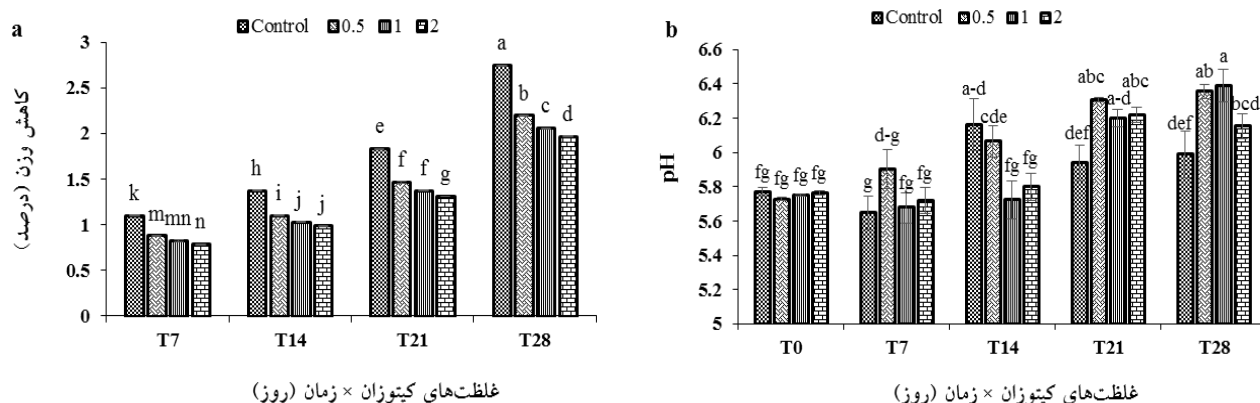 a
Control 0.5 1 2
کاهش وزن (درصد)
3
2.5
2
1.5
1
0.5
0
k m mn n
h i j j
e f f g
a b c d
T7 T14 T21 T28
غلظت‌های کیتوزان × زمان (روز)
b
Control 0.5 1 2
pH
6.6
6.4
6.2
6
5.8
5.6
5.4
5.2
5
fg fg fg fg
g d-g fg fg
a-d cde fg fg
def abc a-d abc
def ab a bcd
T0 T7 T14 T21 T28
غلظت‌های کیتوزان × زمان (روز)